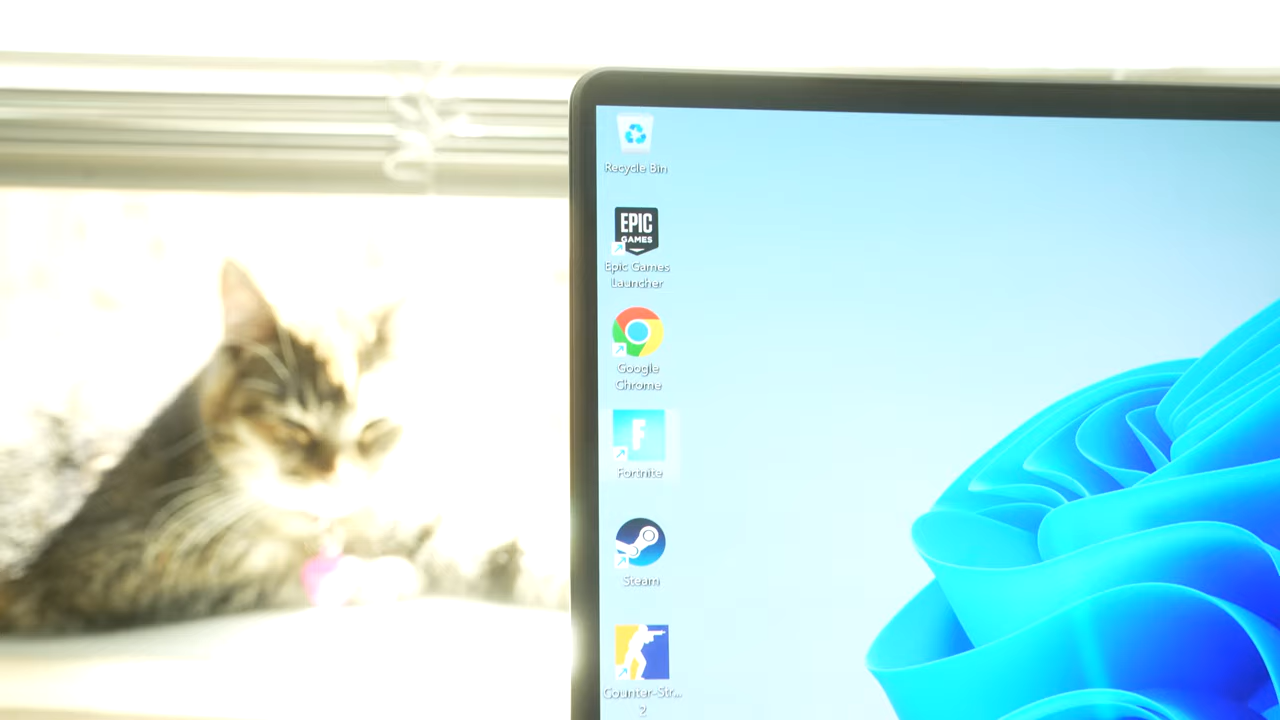 Recycle Bin
EPIC
GAMES
Epic Games
Launcher
Google
Chrome
F
Fortnite
Steam
Counter-Str...
2